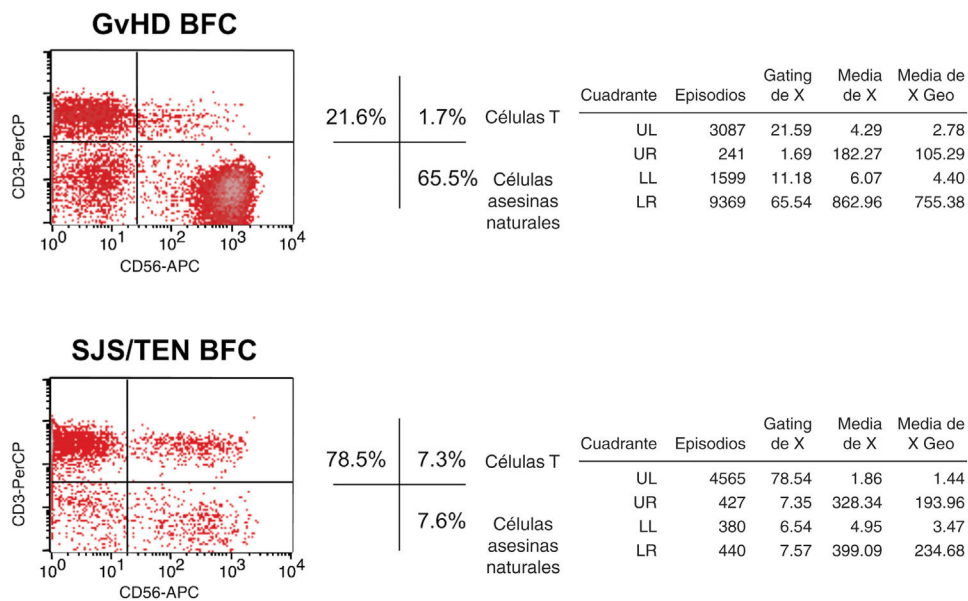 GvHD BFC
CD3-PerCP
10^0 10^1 10^2 10^3 10^4
CD56-APC
21.6% 1.7% Células T
65.5% Células
asesinas
naturales
Gating Media Media de
Cuadrante Episodios de X de X X Geo
UL 3087 21.59 4.29 2.78
UR 241 1.69 182.27 105.29
LL 1599 11.18 6.07 4.40
LR 9369 65.54 862.96 755.38
SJS/TEN BFC
CD3-PerCP
10^0 10^1 10^2 10^3 10^4
CD56-APC
78.5% 7.3% Células T
7.6% Células
asesinas
naturales
Gating Media Media de
Cuadrante Episodios de X de X X Geo
UL 4565 78.54 1.86 1.44
UR 427 7.35 328.34 193.96
LL 380 6.54 4.95 3.47
LR 440 7.57 399.09 234.68